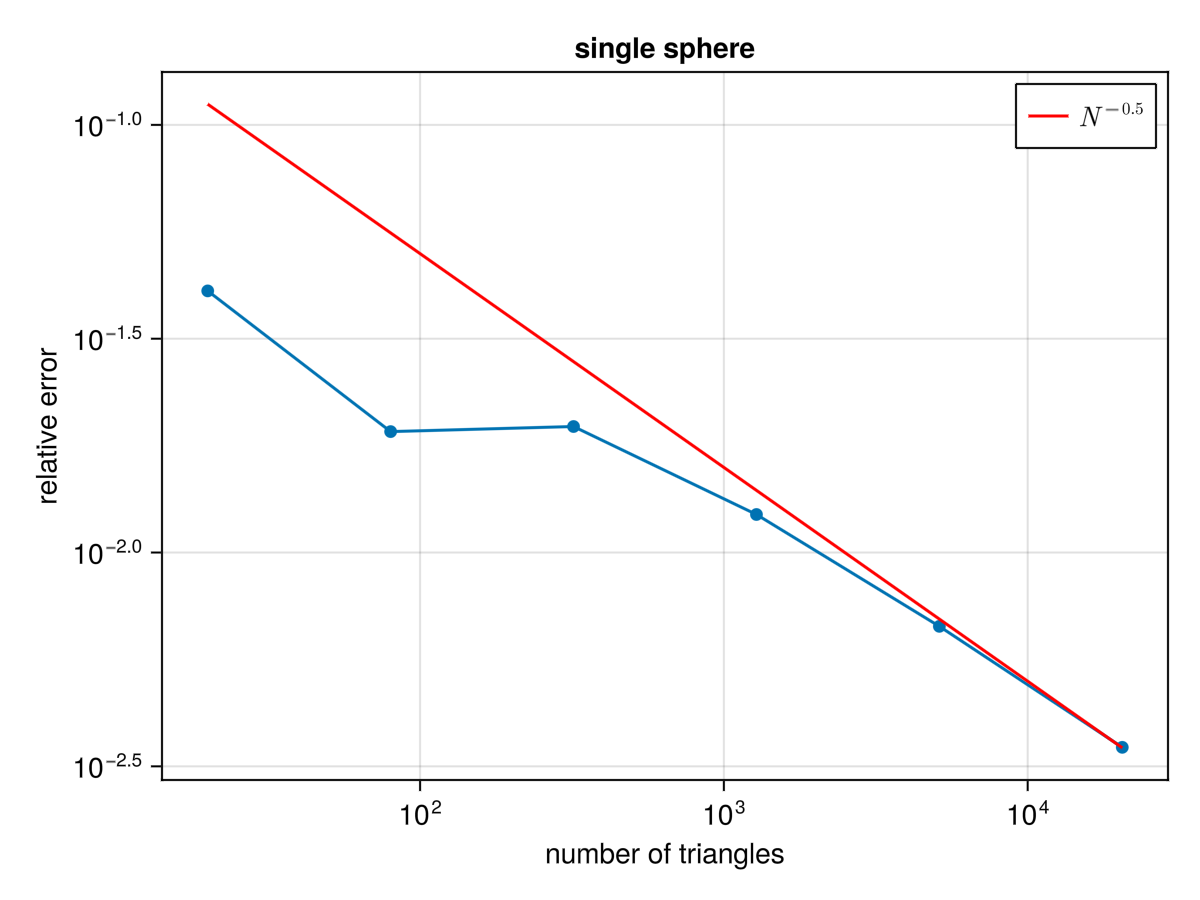 single sphere
N^{-0.5}
10^{-1.0}
10^{-1.5}
10^{-2.0}
10^{-2.5}
relative error
10^{2}
10^{3}
10^{4}
number of triangles